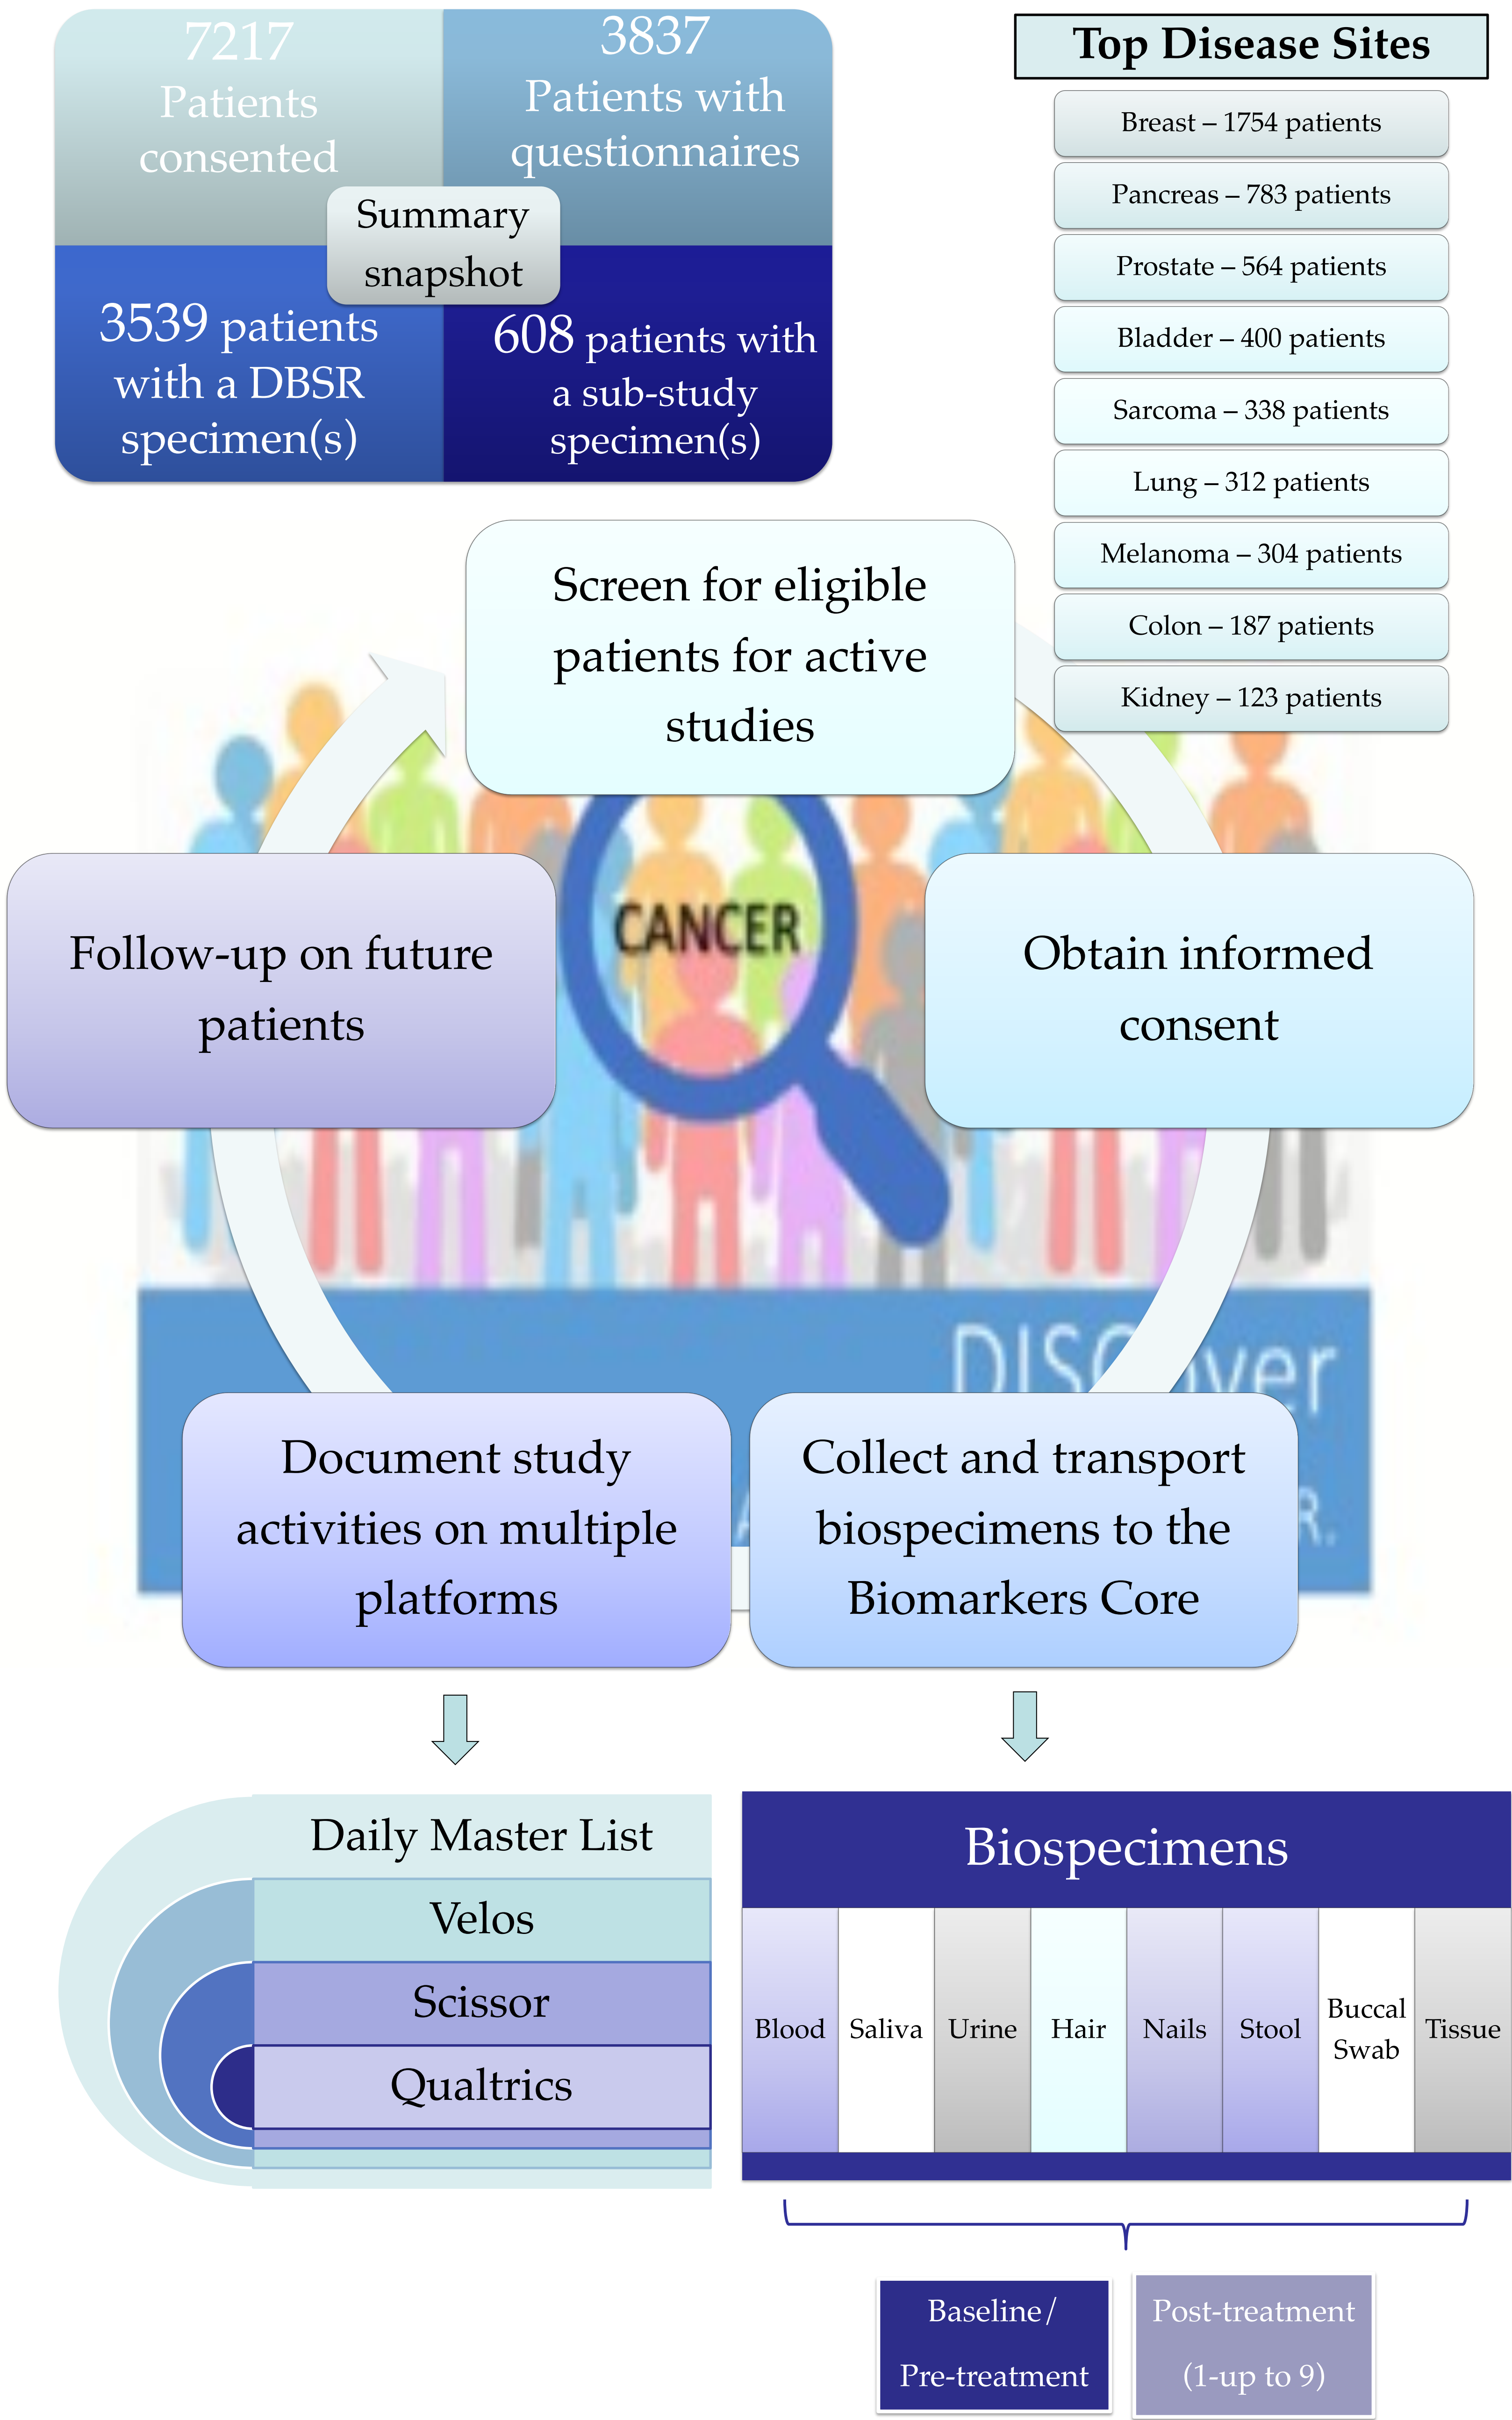 7217
Patients
consented
3837
Patients with
questionnaires
Summary
snapshot
3539 patients
with a DBSR
specimen(s)
608 patients with
a sub-study
specimen(s)
Top Disease Sites
Breast – 1754 patients
Pancreas – 783 patients
Prostate – 564 patients
Bladder – 400 patients
Sarcoma – 338 patients
Lung – 312 patients
Melanoma – 304 patients
Colon – 187 patients
Kidney – 123 patients
Screen for eligible
patients for active
studies
CANCER
Follow-up on future
patients
Obtain informed
consent
Document study
activities on multiple
platforms
Collect and transport
biospecimens to the
Biomarkers Core
Daily Master List
Velos
Scissor
Qualtrics
Biospecimens
Blood
Saliva
Urine
Hair
Nails
Stool
Buccal
Swab
Tissue
Baseline/
Pre-treatment
Post-treatment
(1-up to 9)